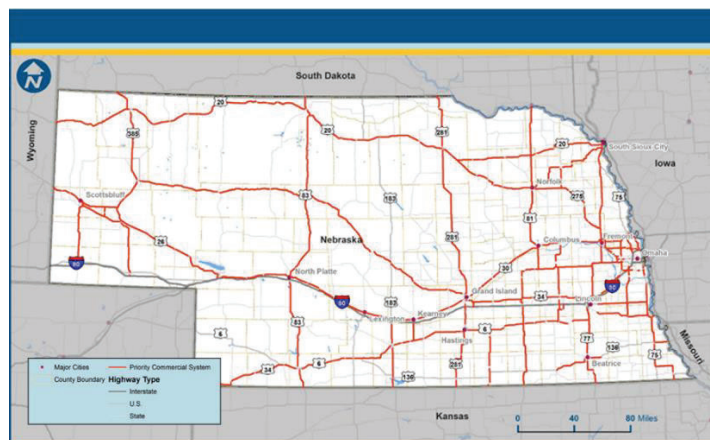 N
South Dakota
Wyoming
Iowa
Nebraska
Kansas
Missouri
20
385
20
281
20
South Sioux City
Norfolk
275
75
Scottsbluff
83
183
81
281
26
Columbus
Fremont
Omaha
80
North Platte
30
Grand Island
80
80
183
34
Lincoln
Lexington
Kearney
83
6
Hastings
6
77
136
6
281
Beatrice
75
34
136
Major Cities
Priority Commercial System
County Boundary
Highway Type
Interstate
U.S.
State
0 40 80 Miles